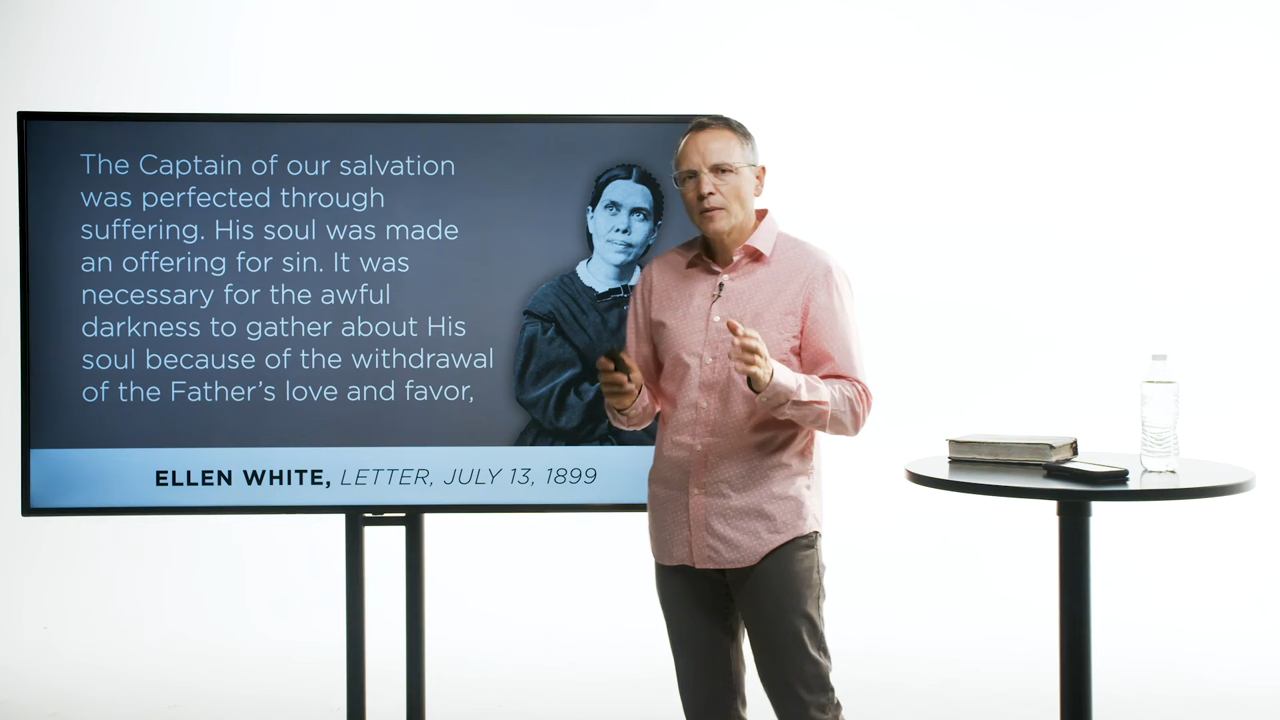 The Captain of our salvation
was perfected through
suffering. His soul was made
an offering for sin. It was
necessary for the awful
darkness to gather about His
soul because of the withdrawal
of the Father’s love and favor,
ELLEN WHITE, LETTER, JULY 13, 1899